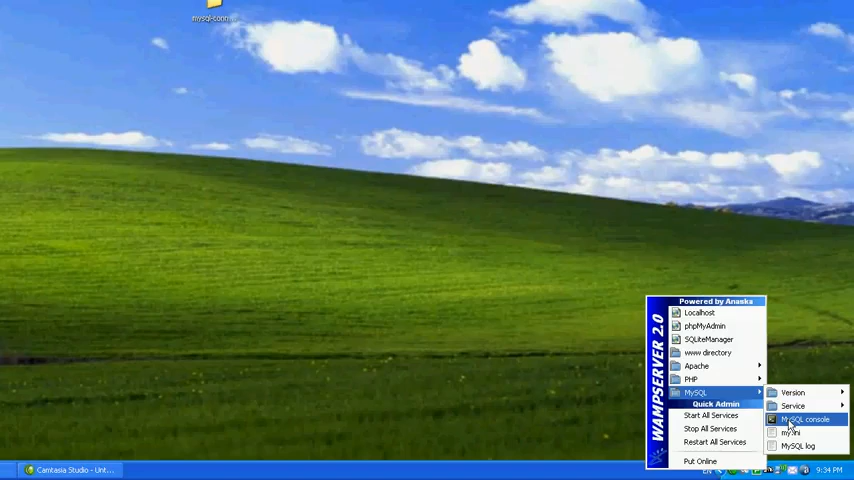 mysql-conn...
Powered by Anaska
WAMPSERVER 2.0
Localhost
phpMyAdmin
SQLiteManager
www directory
Apache
PHP
MySQL
Quick Admin
Start All Services
Stop All Services
Restart All Services
Put Online
Version
Service
MySQL console
my.ini
MySQL log
Camtasia Studio - Unt...
EN
9:34 PM